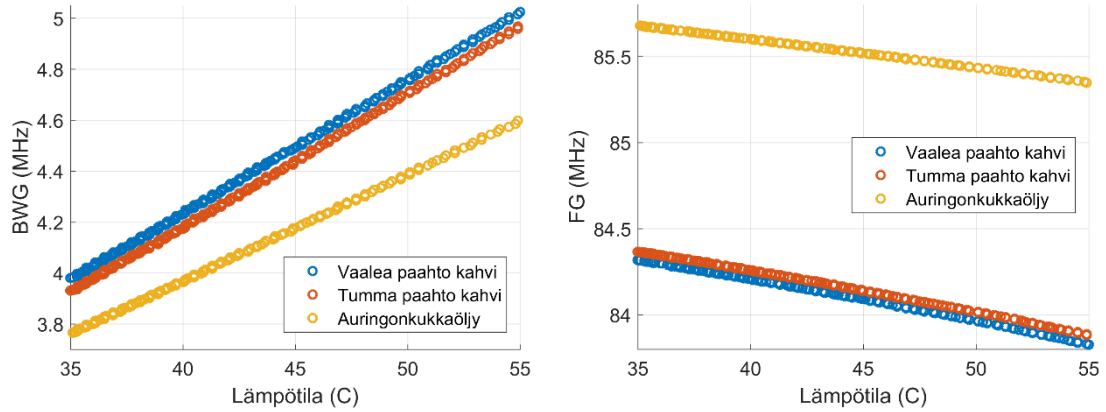 BWG (MHz)
5
4.8
4.6
4.4
4.2
4
3.8
35
40
45
50
55
Lämpötila (C)
Vaalea paahto kahvi
Tumma paahto kahvi
Auringonkukkaöljy
FG (MHz)
85.5
85
84.5
84
35
40
45
50
55
Lämpötila (C)
Vaalea paahto kahvi
Tumma paahto kahvi
Auringonkukkaöljy